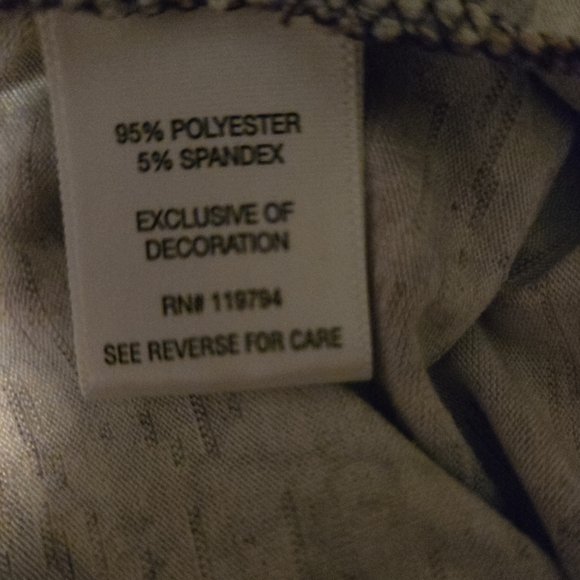 95% POLYESTER
5% SPANDEX
EXCLUSIVE OF
DECORATION
RN# 119794
SEE REVERSE FOR CARE